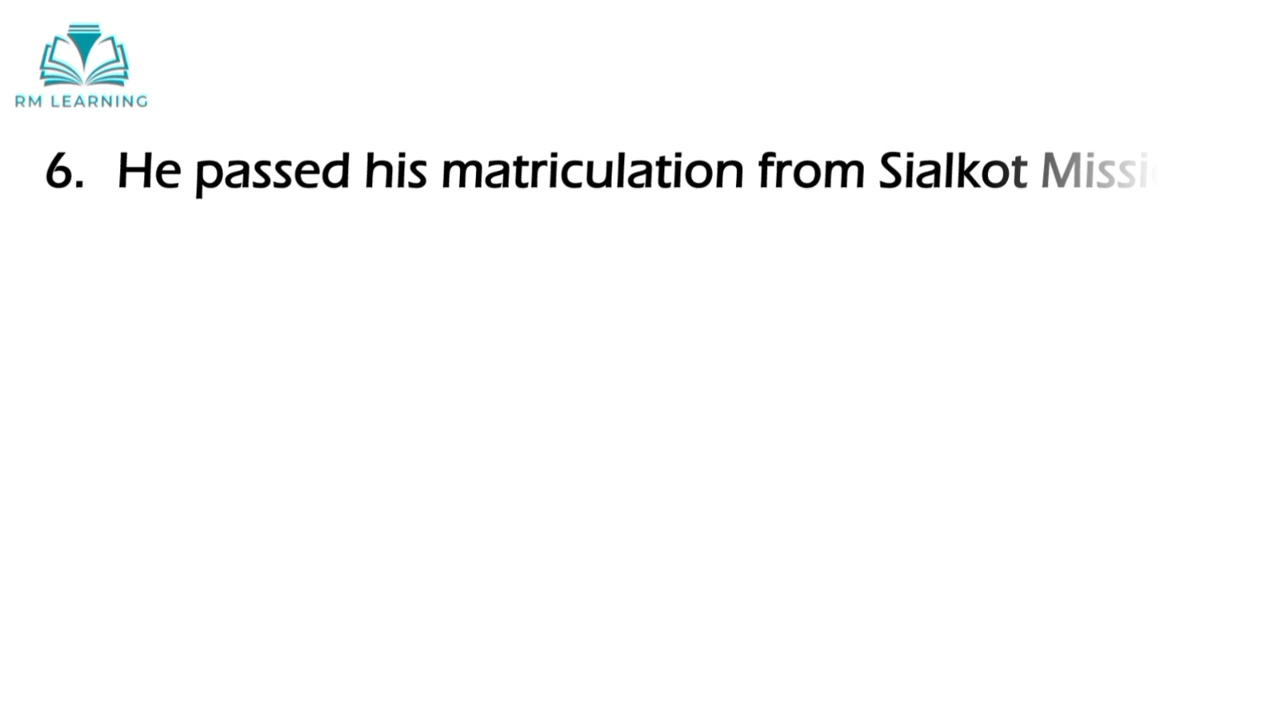 RM LEARNING
6. He passed his matriculation from Sialkot